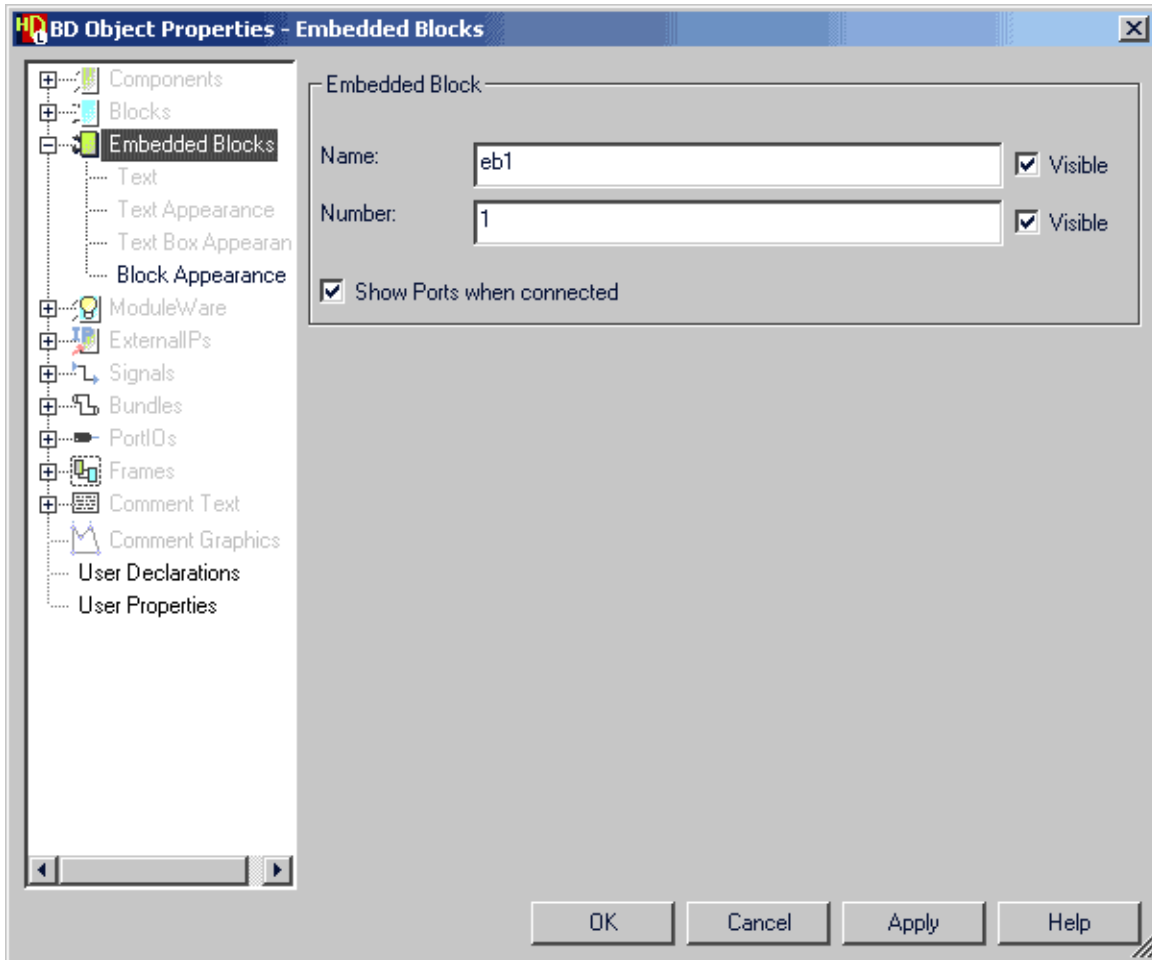 BD Object Properties - Embedded Blocks
Components
Blocks
Embedded Blocks
Text
Text Appearance
Text Box Appearan
Block Appearance
ModuleWare
ExternalIPs
Signals
Bundles
PortIOs
Frames
Comment Text
Comment Graphics
User Declarations
User Properties
Embedded Block
Name: eb1 Visible
Number: 1 Visible
Show Ports when connected
OK Cancel Apply Help